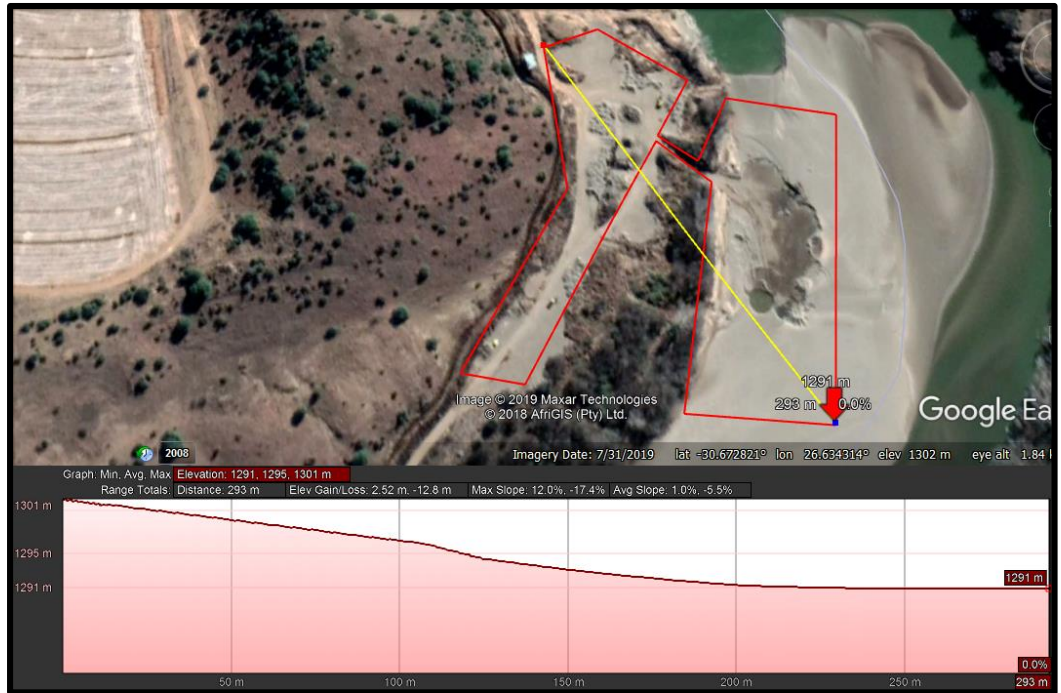 1291 m
293 m 0.0%
Image © 2019 Maxar Technologies
© 2018 AfriGIS (Pty) Ltd.
Google Ea
2008
Imagery Date: 7/31/2019 lat -30.672821° lon 26.634314° elev 1302 m eye alt 1.84
Graph: Min, Avg, Max Elevation: 1291, 1295, 1301 m
Range Totals: Distance: 293 m Elev Gain/Loss: 2.52 m, -12.8 m Max Slope: 12.0%, -17.4% Avg Slope: 1.0%, -5.5%
1301 m
1295 m
1291 m
1291 m
0.0%
50 m 100 m 150 m 200 m 250 m 293 m